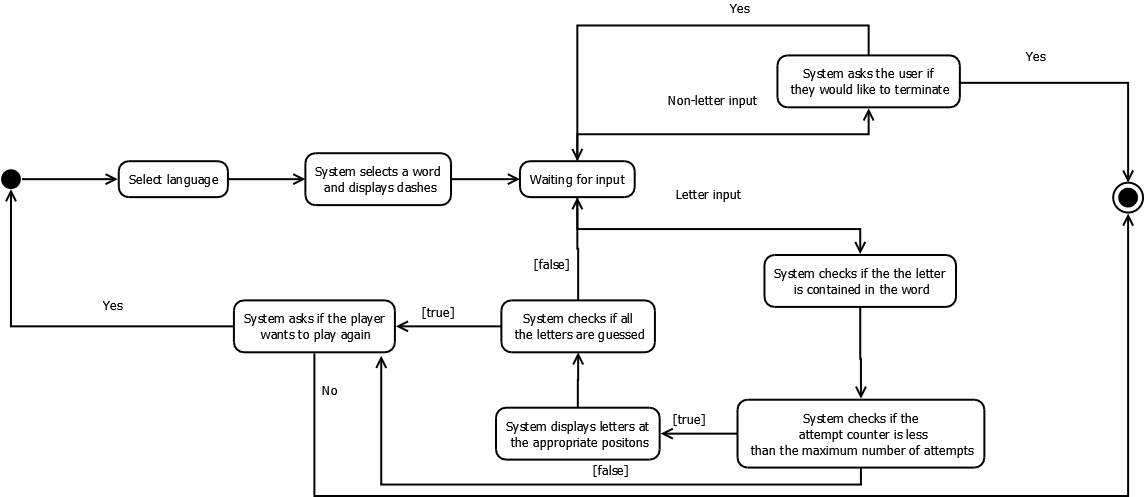 Yes
System asks the user if
they would like to terminate
Yes
Non-letter input
Select language
System selects a word
and displays dashes
Waiting for input
Letter input
[false]
System checks if the the letter
is contained in the word
Yes
System asks if the player
wants to play again
[true]
System checks if all
the letters are guessed
No
System displays letters at
the appropriate positons
[true]
System checks if the
attempt counter is less
than the maximum number of attempts
[false]